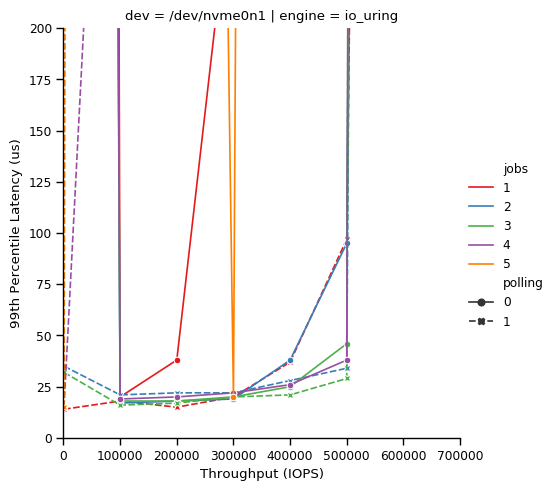 dev = /dev/nvme0n1 | engine = io_uring
200
175
150
125
100
75
50
25
0
99th Percentile Latency (us)
0 100000 200000 300000 400000 500000 600000 700000
Throughput (IOPS)
jobs
1
2
3
4
5
polling
0
1